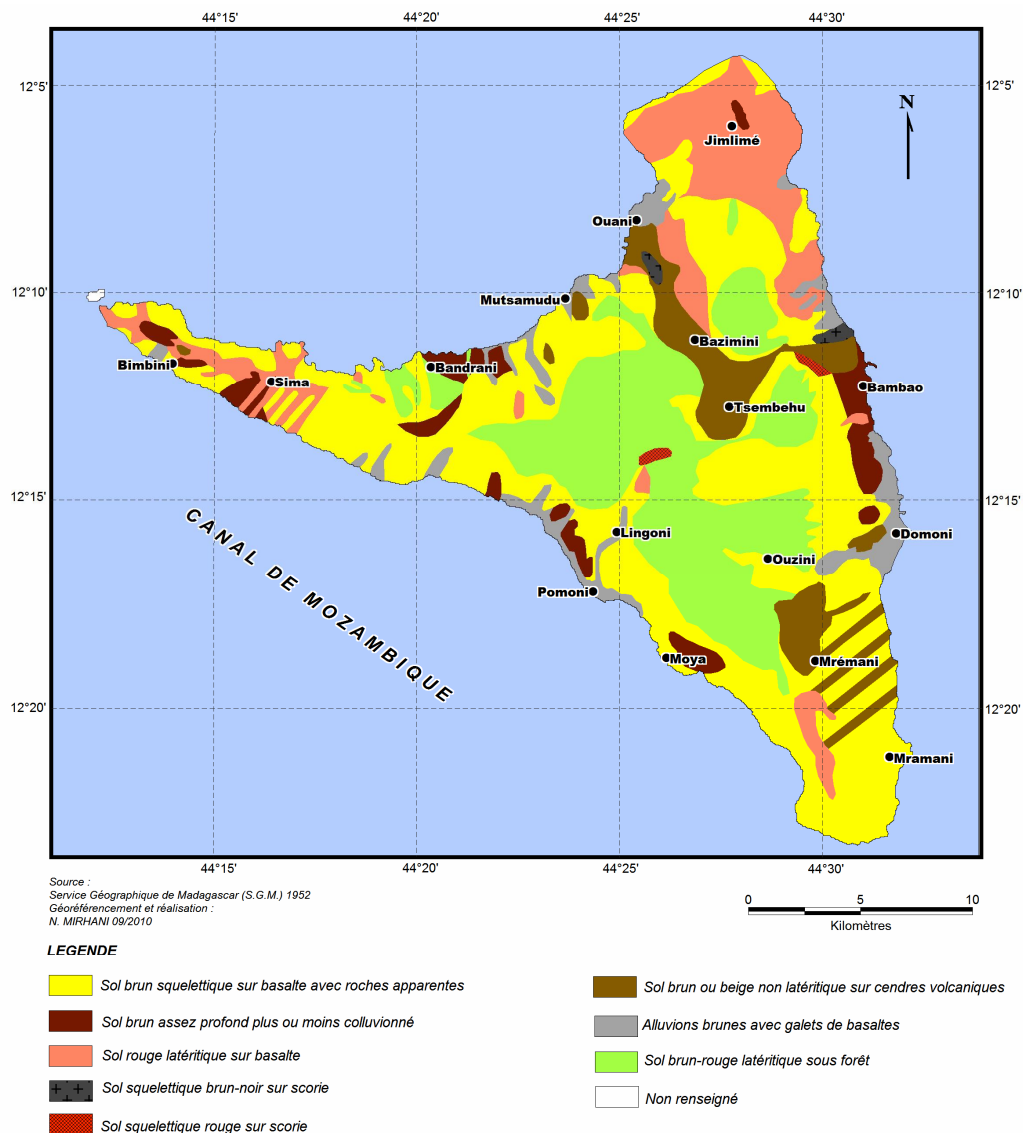 44°15' 44°20' 44°25' 44°30'
12°5' 12°5'
N
Jimlimé
Ouani
12°10' 12°10'
Mutsamudu
Bazimini
Bimbini
Bandrani
Sima
Bambao
Tsembehu
12°15' 12°15'
CANAL DE MOZAMBIQUE
Lingoni
Domoni
Ouzini
Pomoni
Moya
Mrémani
12°20' 12°20'
Mramani
44°15' 44°20' 44°25' 44°30'
Source :
Service Géographique de Madagascar (S.G.M.) 1952
Géoréférencement et réalisation :
N. MIRHANI 09/2010
0 5 10
Kilomètres
LEGENDE
Sol brun squelettique sur basalte avec roches apparentes
Sol brun assez profond plus ou moins colluvionné
Sol rouge latéritique sur basalte
Sol squelettique brun-noir sur scorie
Sol squelettique rouge sur scorie
Sol brun ou beige non latéritique sur cendres volcaniques
Alluvions brunes avec galets de basaltes
Sol brun-rouge latéritique sous forêt
Non renseigné